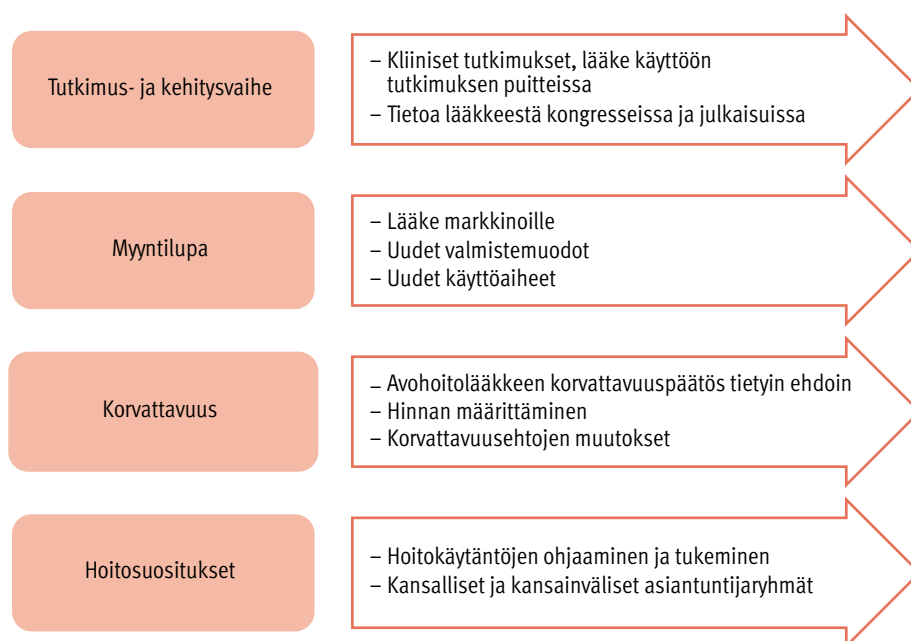 Tutkimus- ja kehitysvaihe
– Kliiniset tutkimukset, lääke käyttöön
tutkimuksen puitteissa
– Tietoa lääkkeestä kongresseissa ja julkaisuissa
Myyntilupa
– Lääke markkinoille
– Uudet valmistemuodot
– Uudet käyttöaiheet
Korvattavuus
– Avohoitolääkkeen korvattavuuspäätös tietyin ehdoin
– Hinnan määrittäminen
– Korvattavuusehtojen muutokset
Hoitosuositukset
– Hoitokäytäntöjen ohjaaminen ja tukeminen
– Kansalliset ja kansainväliset asiantuntijaryhmät